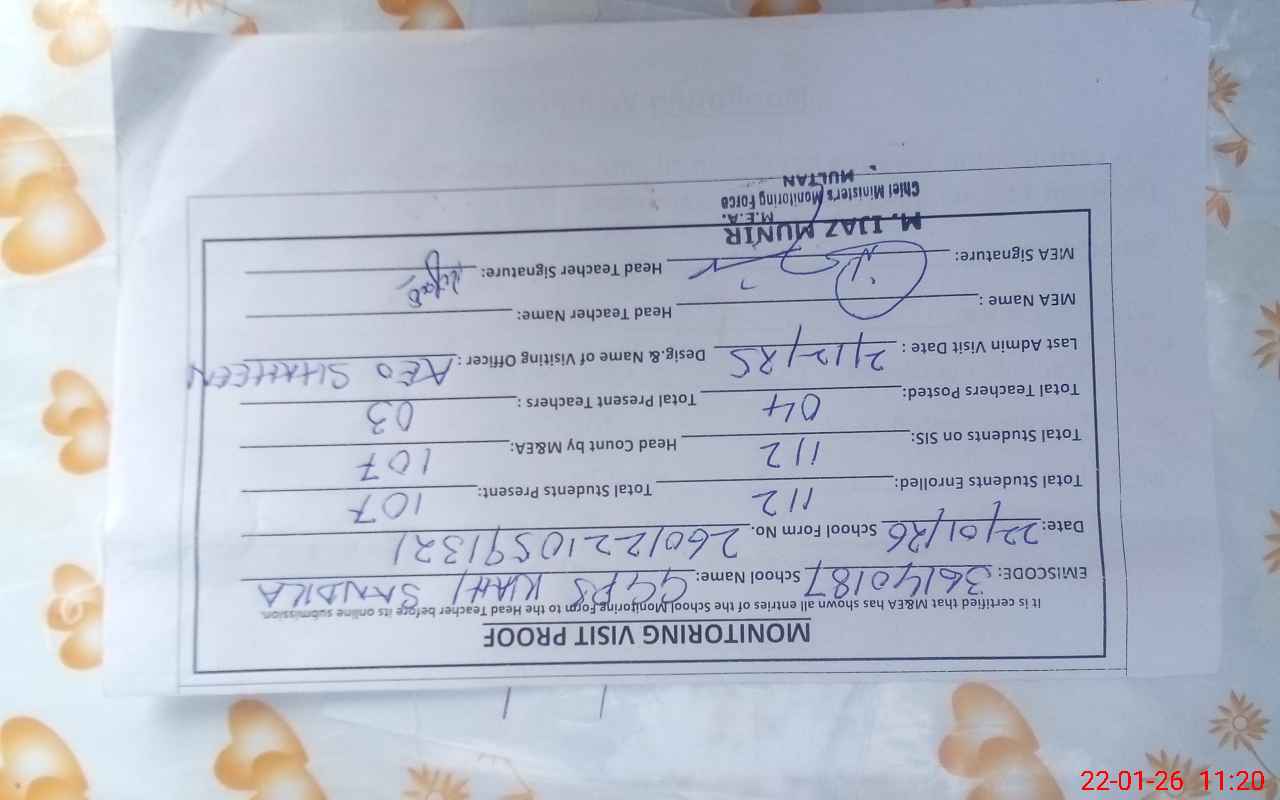 MONITORING VISIT PROOF
It is certified that M&EA has shown all entries of the School Monitoring Form to the Head Teacher before its online submission.
EMISCODE: 36140187 School Name: GGPS KIAHI SANDILA
Date: 22/01/26 School Form No. 26012210591321
Total Students Enrolled: 112 Total Students Present: 107
Total Students on SIS: 112 Head Count by M&EA: 107
Total Teachers Posted: 04 Total Present Teachers : 03
Last Admin Visit Date : 2/12/25 Desig.& Name of Visiting Officer : AEO SHAHEEN
MEA Name : Head Teacher Name:
MEA Signature: Head Teacher Signature:
M. IJAZ MUNIR
M.E.A.
Chief Minister's Monitoring Force
MULTAN
22-01-26 11:20